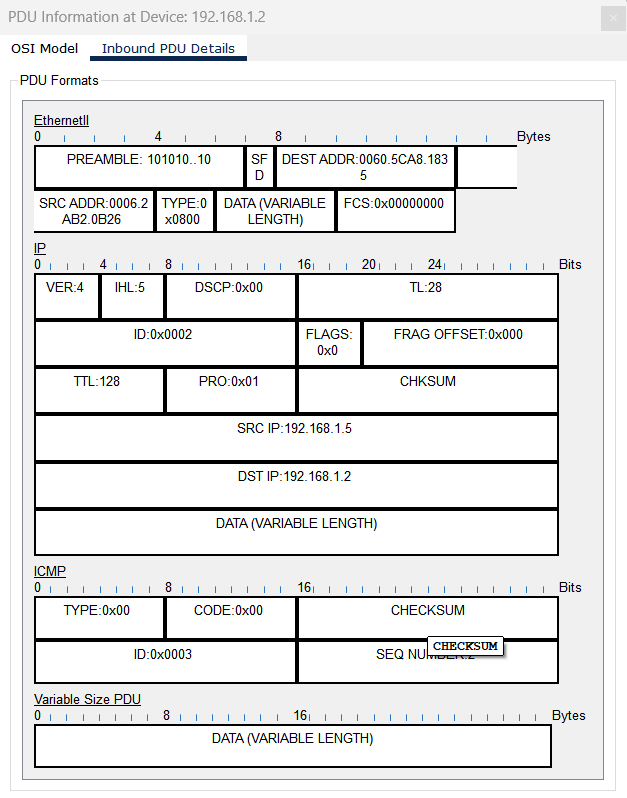 PDU Information at Device: 192.168.1.2
OSI Model Inbound PDU Details
PDU Formats
EthernetII
0 4 8 Bytes
PREAMBLE: 101010..10 SF
D DEST ADDR:0060.5CA8.183
5
SRC ADDR:0006.2
AB2.0B26 TYPE:0
x0800 DATA (VARIABLE
LENGTH) FCS:0x00000000
IP
0 4 8 16 20 24 Bits
VER:4 IHL:5 DSCP:0x00 TL:28
ID:0x0002 FLAGS:
0x0 FRAG OFFSET:0x000
TTL:128 PRO:0x01 CHKSUM
SRC IP:192.168.1.5
DST IP:192.168.1.2
DATA (VARIABLE LENGTH)
ICMP
0 8 16 Bits
TYPE:0x00 CODE:0x00 CHECKSUM
CHECKSUM
ID:0x0003 SEQ NUMBER:2
Variable Size PDU
0 8 16 Bytes
DATA (VARIABLE LENGTH)